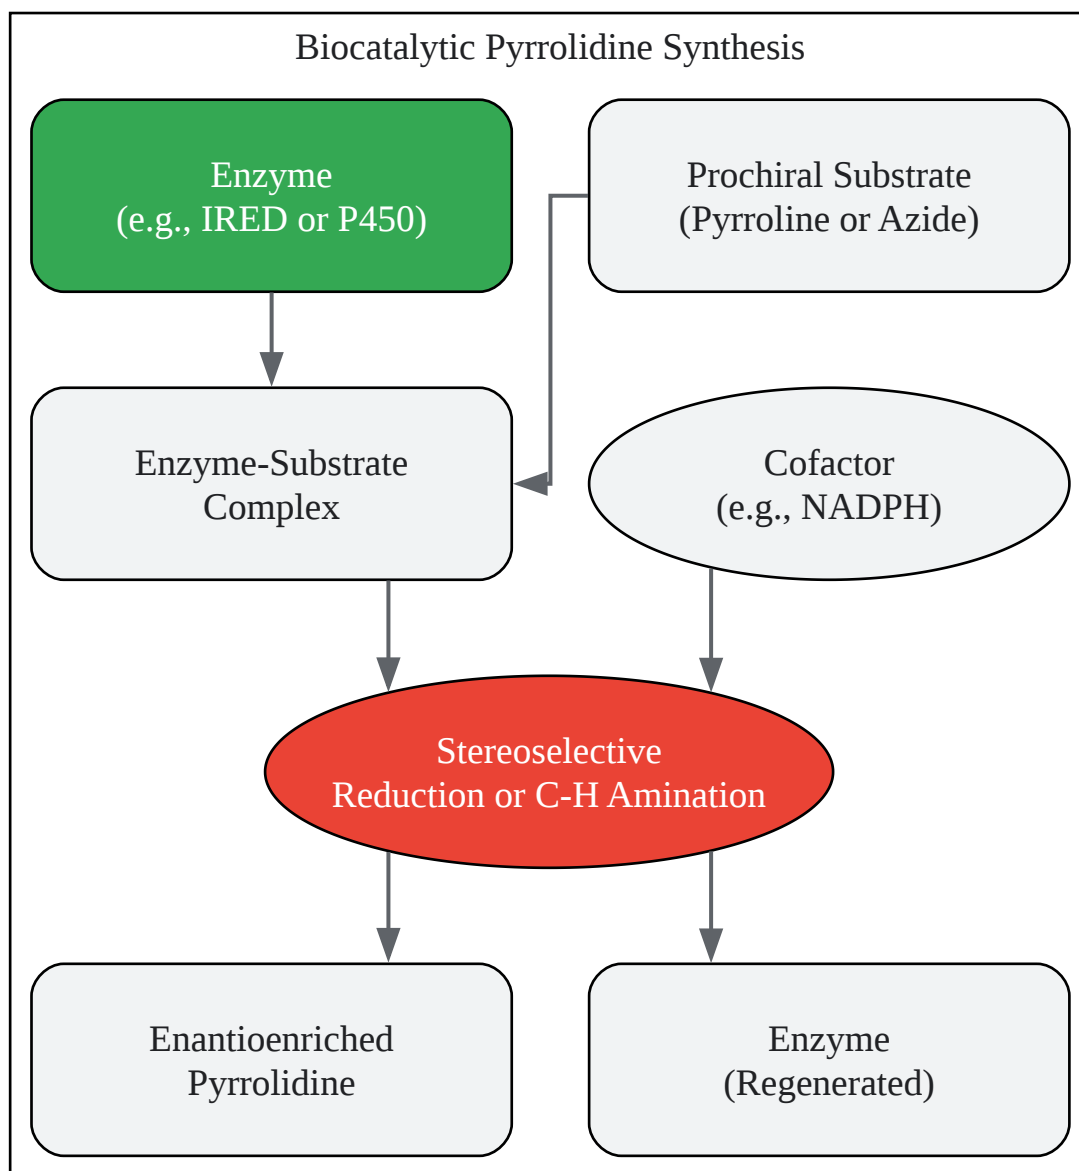 Biocatalytic Pyrrolidine Synthesis
Enzyme
(e.g., IRED or P450)
Prochiral Substrate
(Pyrroline or Azide)
Enzyme-Substrate
Complex
Cofactor
(e.g., NADPH)
Stereoselective
Reduction or C-H Amination
Enantioenriched
Pyrrolidine
Enzyme
(Regenerated)